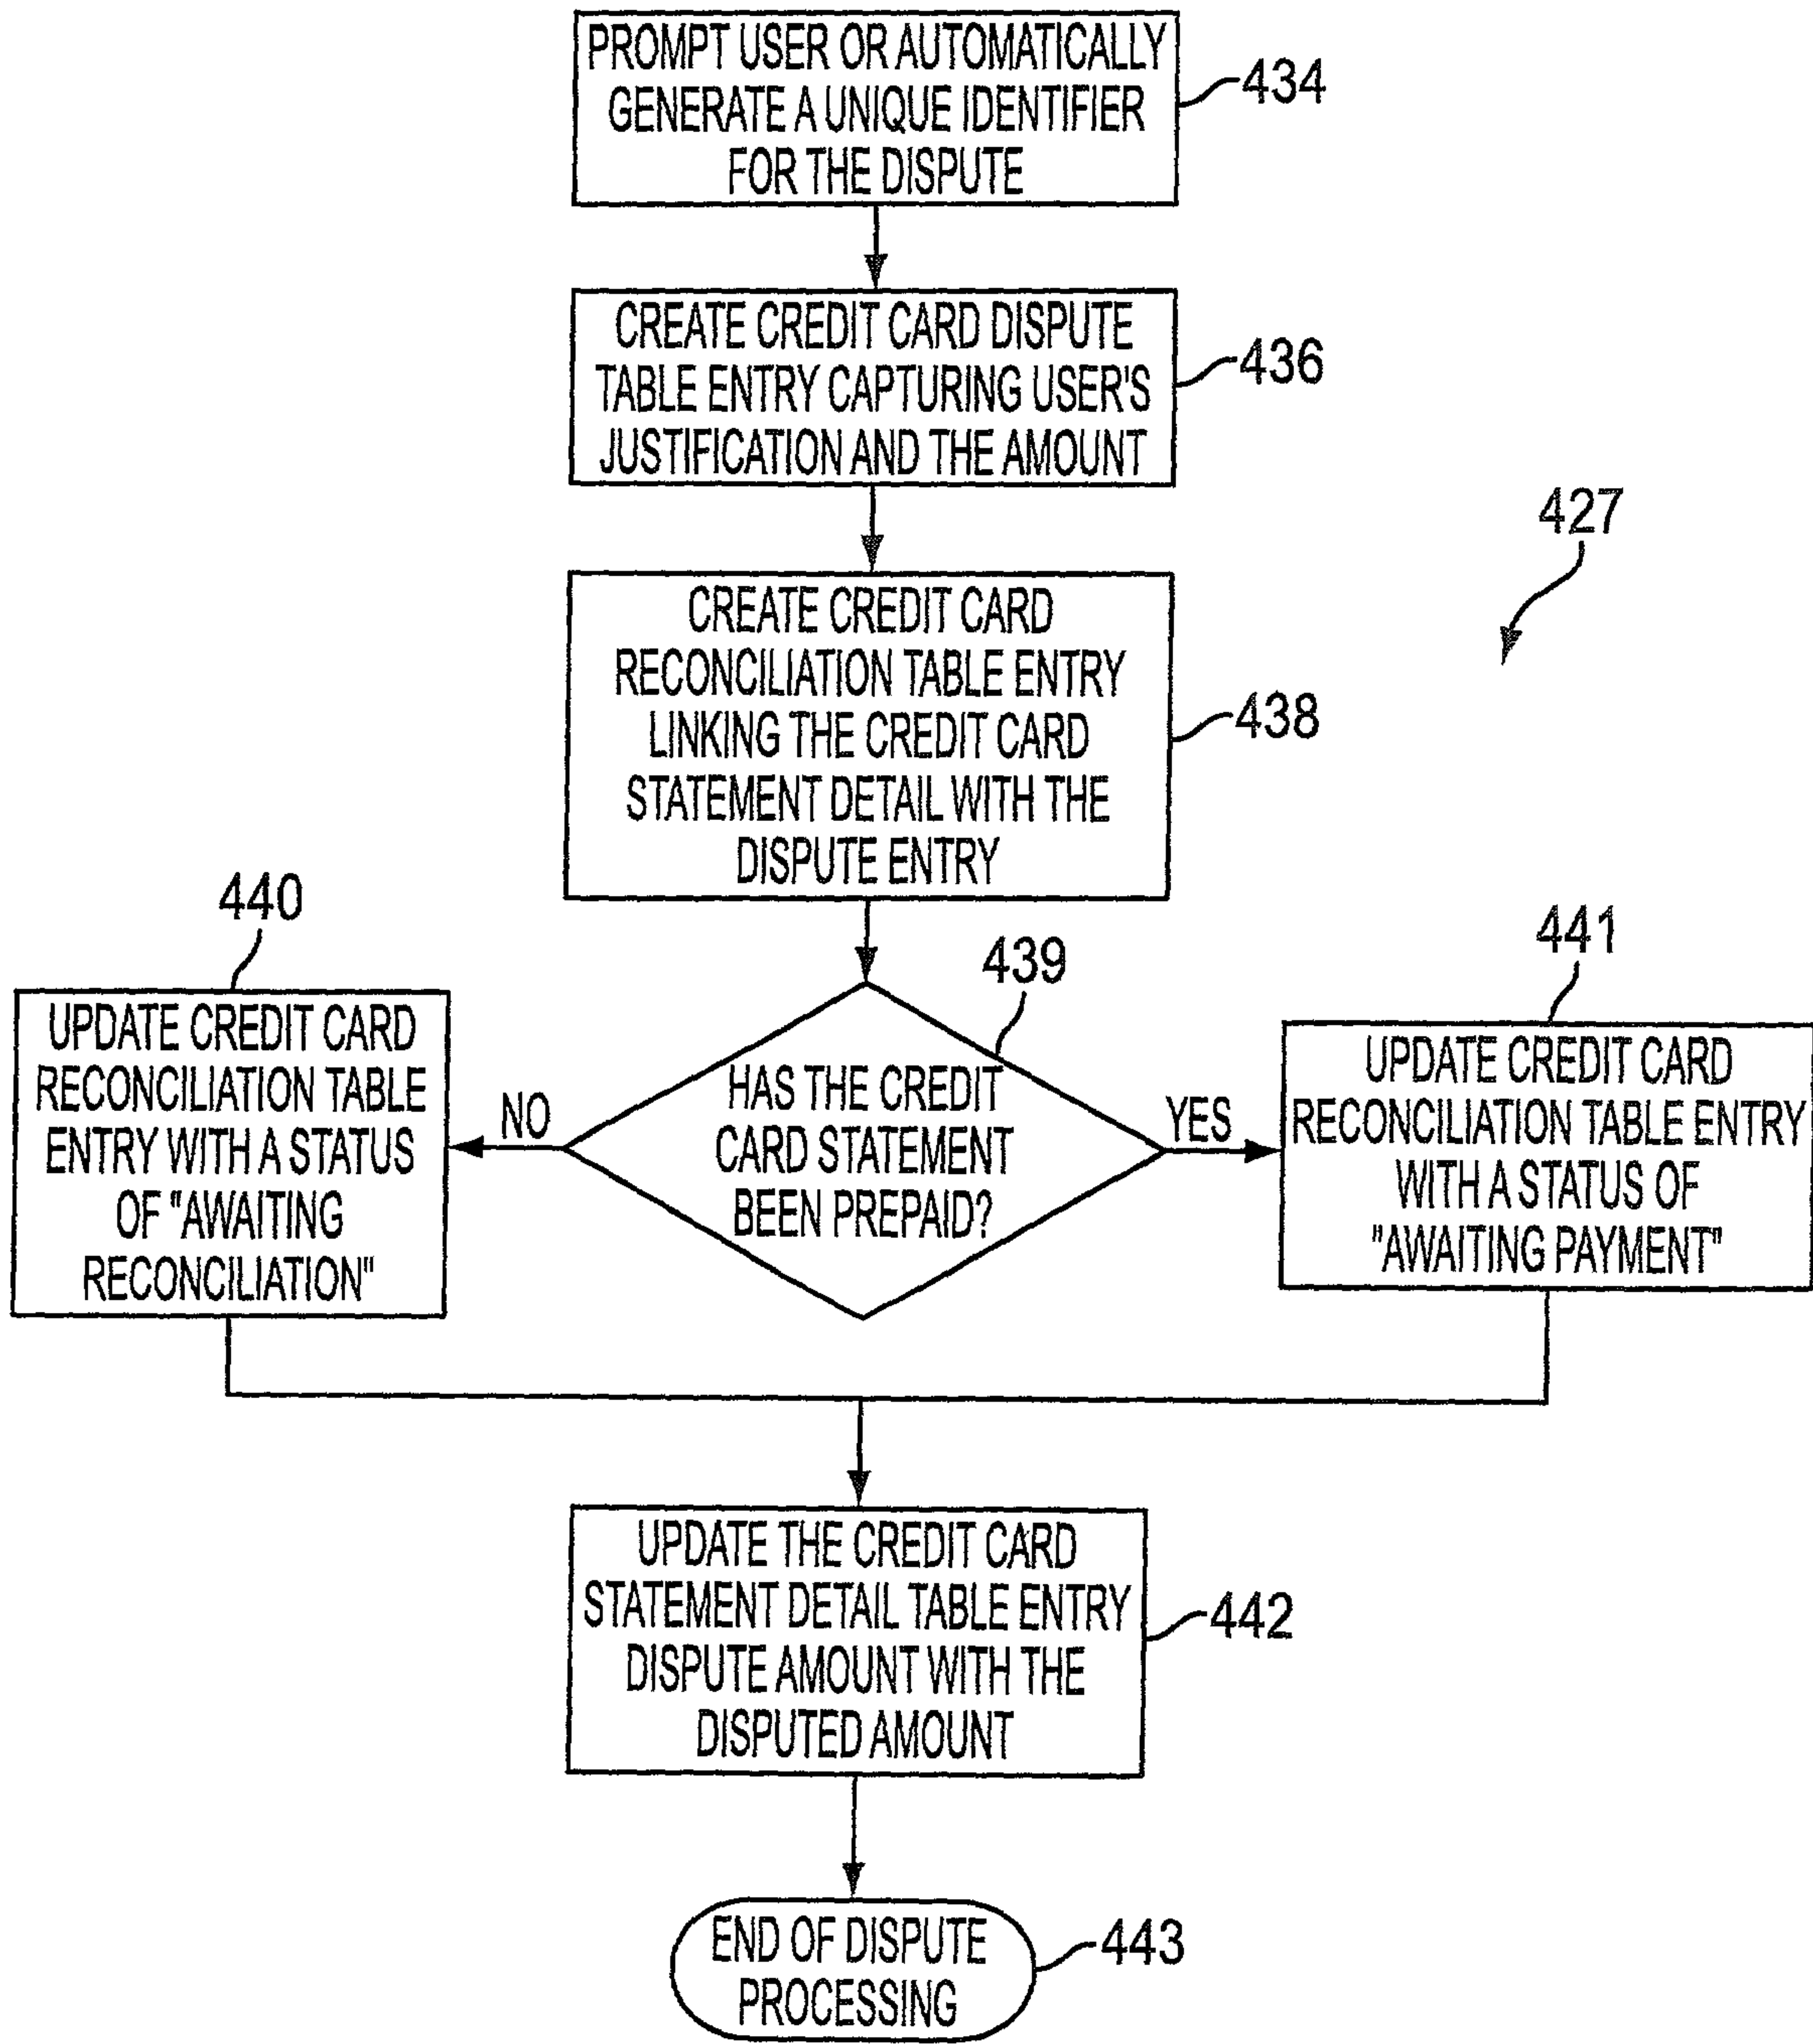 PROMPT USER OR AUTOMATICALLY
GENERATE A UNIQUE IDENTIFIER
FOR THE DISPUTE
434
CREATE CREDIT CARD DISPUTE
TABLE ENTRY CAPTURING USER'S
JUSTIFICATION AND THE AMOUNT
436
427
CREATE CREDIT CARD
RECONCILIATION TABLE ENTRY
LINKING THE CREDIT CARD
STATEMENT DETAIL WITH THE
DISPUTE ENTRY
438
440
UPDATE CREDIT CARD
RECONCILIATION TABLE
ENTRY WITH A STATUS
OF "AWAITING
RECONCILIATION"
NO
439
HAS THE CREDIT
CARD STATEMENT
BEEN PREPAID?
YES
441
UPDATE CREDIT CARD
RECONCILIATION TABLE ENTRY
WITH A STATUS OF
"AWAITING PAYMENT"
UPDATE THE CREDIT CARD
STATEMENT DETAIL TABLE ENTRY
DISPUTE AMOUNT WITH THE
DISPUTED AMOUNT
442
END OF DISPUTE
PROCESSING
443